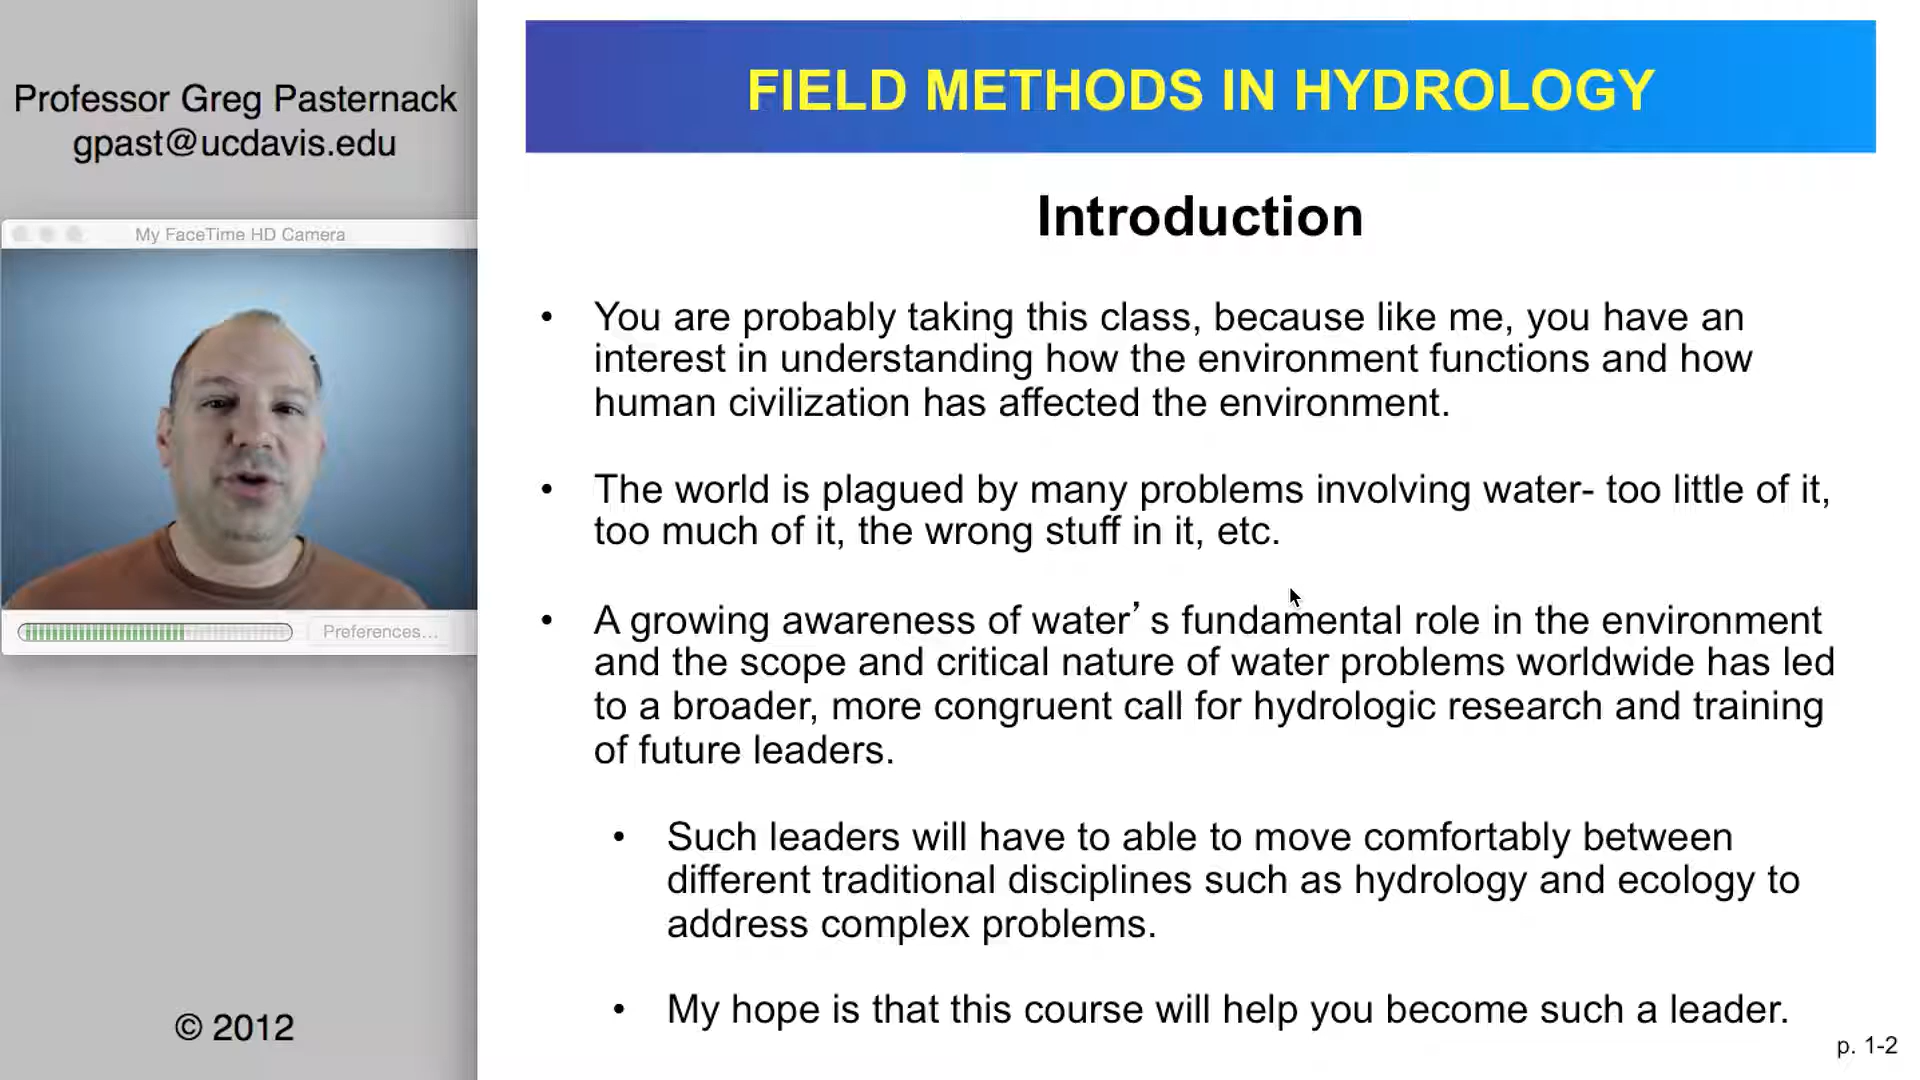 Professor Greg Pasternack
gpast@ucdavis.edu
My FaceTime HD Camera
Preferences...
© 2012
FIELD METHODS IN HYDROLOGY
Introduction
• You are probably taking this class, because like me, you have an
interest in understanding how the environment functions and how
human civilization has affected the environment.
• The world is plagued by many problems involving water- too little of it,
too much of it, the wrong stuff in it, etc.
• A growing awareness of water’s fundamental role in the environment
and the scope and critical nature of water problems worldwide has led
to a broader, more congruent call for hydrologic research and training
of future leaders.
• Such leaders will have to able to move comfortably between
different traditional disciplines such as hydrology and ecology to
address complex problems.
• My hope is that this course will help you become such a leader.
p. 1-2